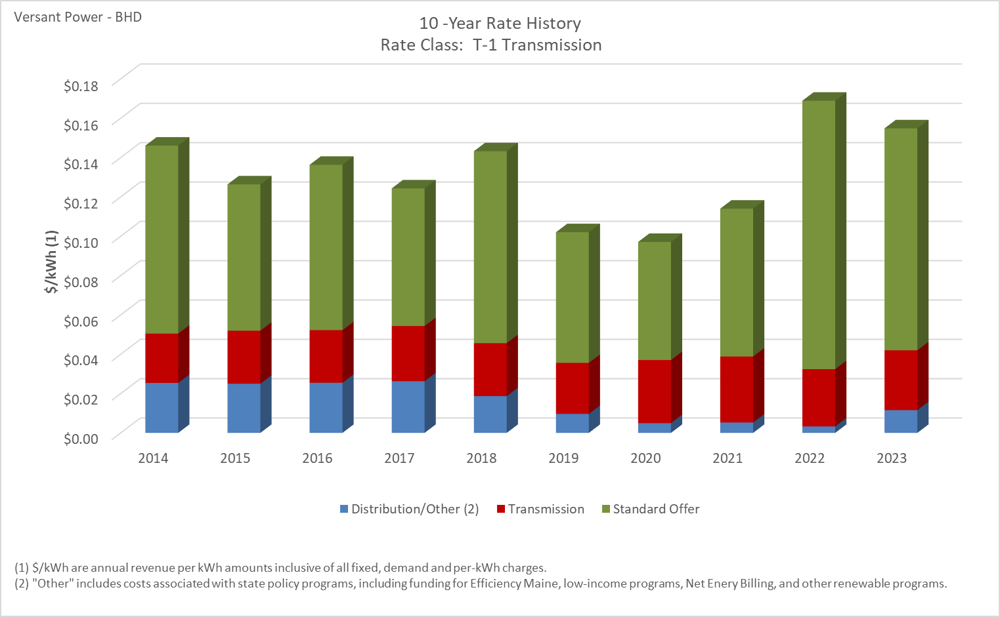 Versant Power - BHD
10 -Year Rate History
Rate Class:  T-1 Transmission
$/kWh (1)
$0.18
$0.16
$0.14
$0.12
$0.10
$0.08
$0.06
$0.04
$0.02
$0.00
2014 2015 2016 2017 2018 2019 2020 2021 2022 2023
Distribution/Other (2) Transmission Standard Offer
(1) $/kWh are annual revenue per kWh amounts inclusive of all fixed, demand and per-kWh charges.
(2) "Other" includes costs associated with state policy programs, including funding for Efficiency Maine, low-income programs, Net Enery Billing, and other renewable programs.